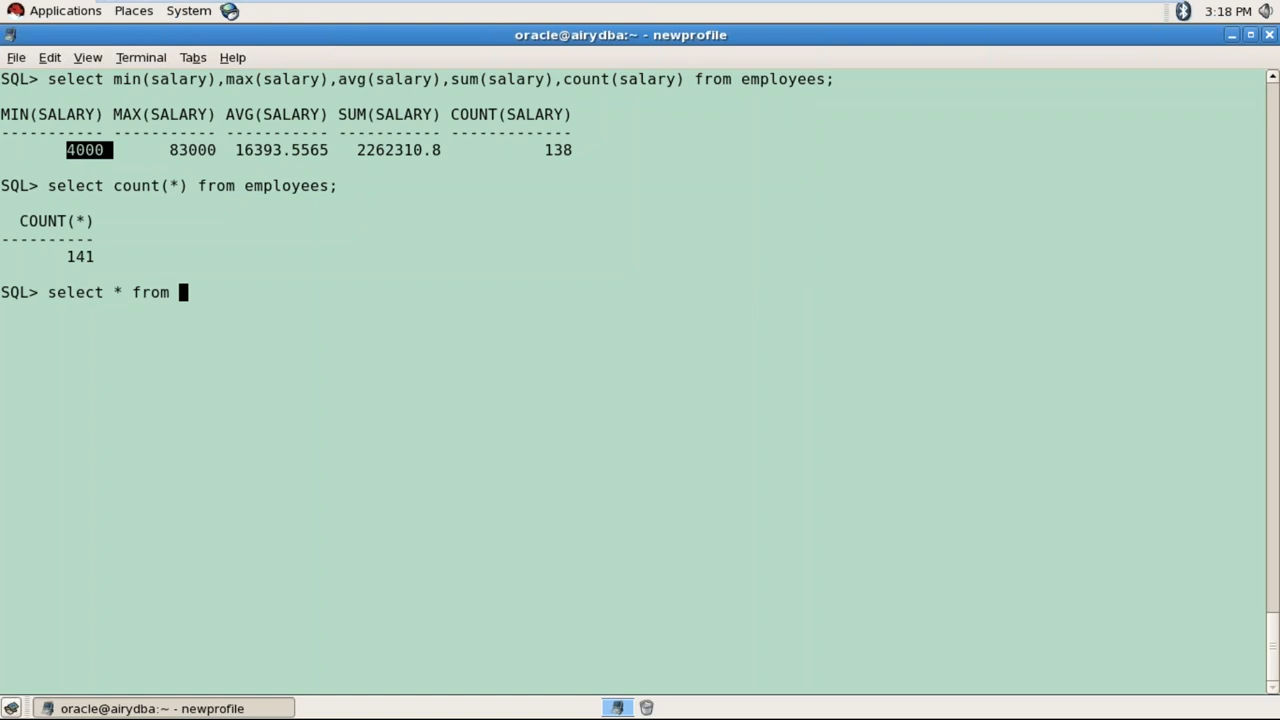 Applications Places System 3:18 PM
oracle@airydba:~ - newprofile
File Edit View Terminal Tabs Help
SQL> select min(salary),max(salary),avg(salary),sum(salary),count(salary) from employees;
MIN(SALARY) MAX(SALARY) AVG(SALARY) SUM(SALARY) COUNT(SALARY)
----------- ----------- ----------- ----------- -------------
4000 83000 16393.5565 2262310.8 138
SQL> select count(*) from employees;
COUNT(*)
----------
141
SQL> select * from
oracle@airydba:~ - newprofile